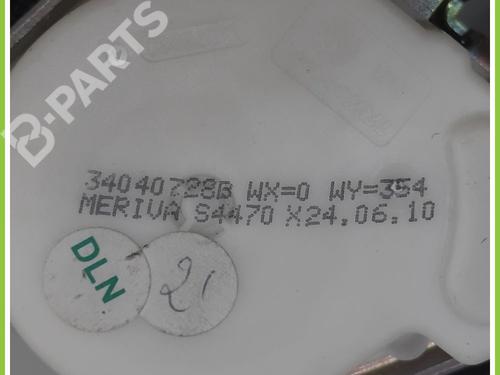 B-PARTS
34040728B WX=0 WY=354
MERIVA S4470 X24.06.10
DLN
21